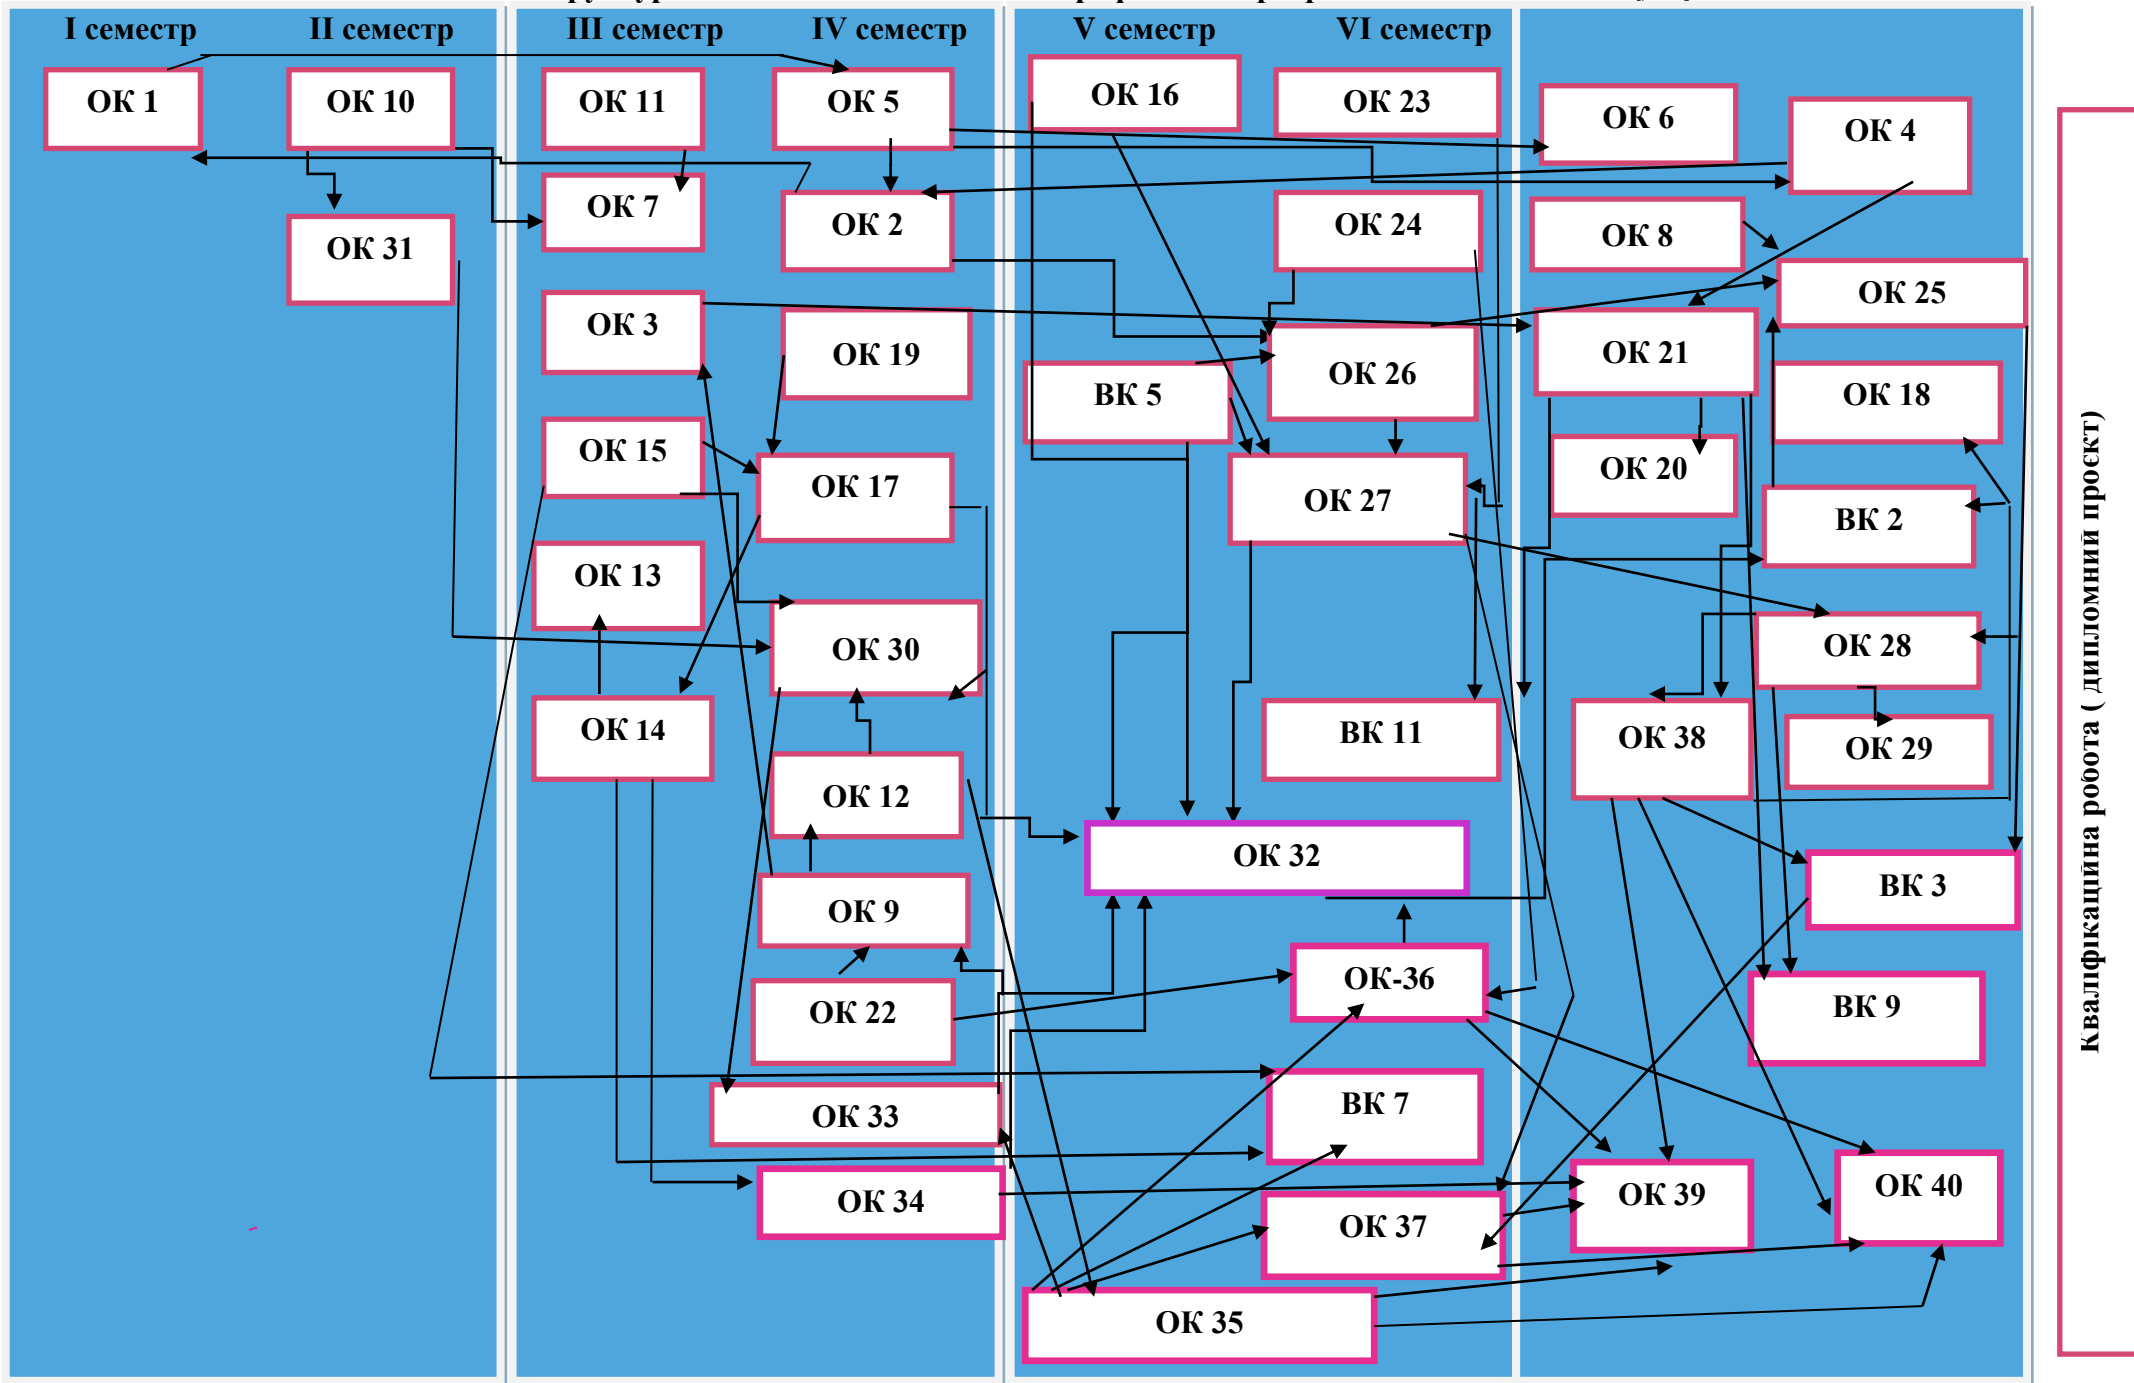 I семестр
II семестр
III семестр
IV семестр
V семестр
VI семестр
ОК 1
ОК 10
ОК 31
ОК 11
ОК 7
ОК 3
ОК 15
ОК 13
ОК 14
ОК 5
ОК 2
ОК 19
ОК 17
ОК 30
ОК 12
ОК 9
ОК 22
ОК 33
ОК 34
ОК 16
ВК 5
ОК 23
ОК 24
ОК 26
ОК 27
ВК 11
ОК 32
ОК-36
ВК 7
ОК 37
ОК 35
ОК 6
ОК 8
ОК 21
ОК 20
ОК 38
ОК 39
ОК 4
ОК 25
ОК 18
ВК 2
ОК 28
ОК 29
ВК 3
ВК 9
ОК 40
Кваліфікаційна робота ( дипломний проєкт)